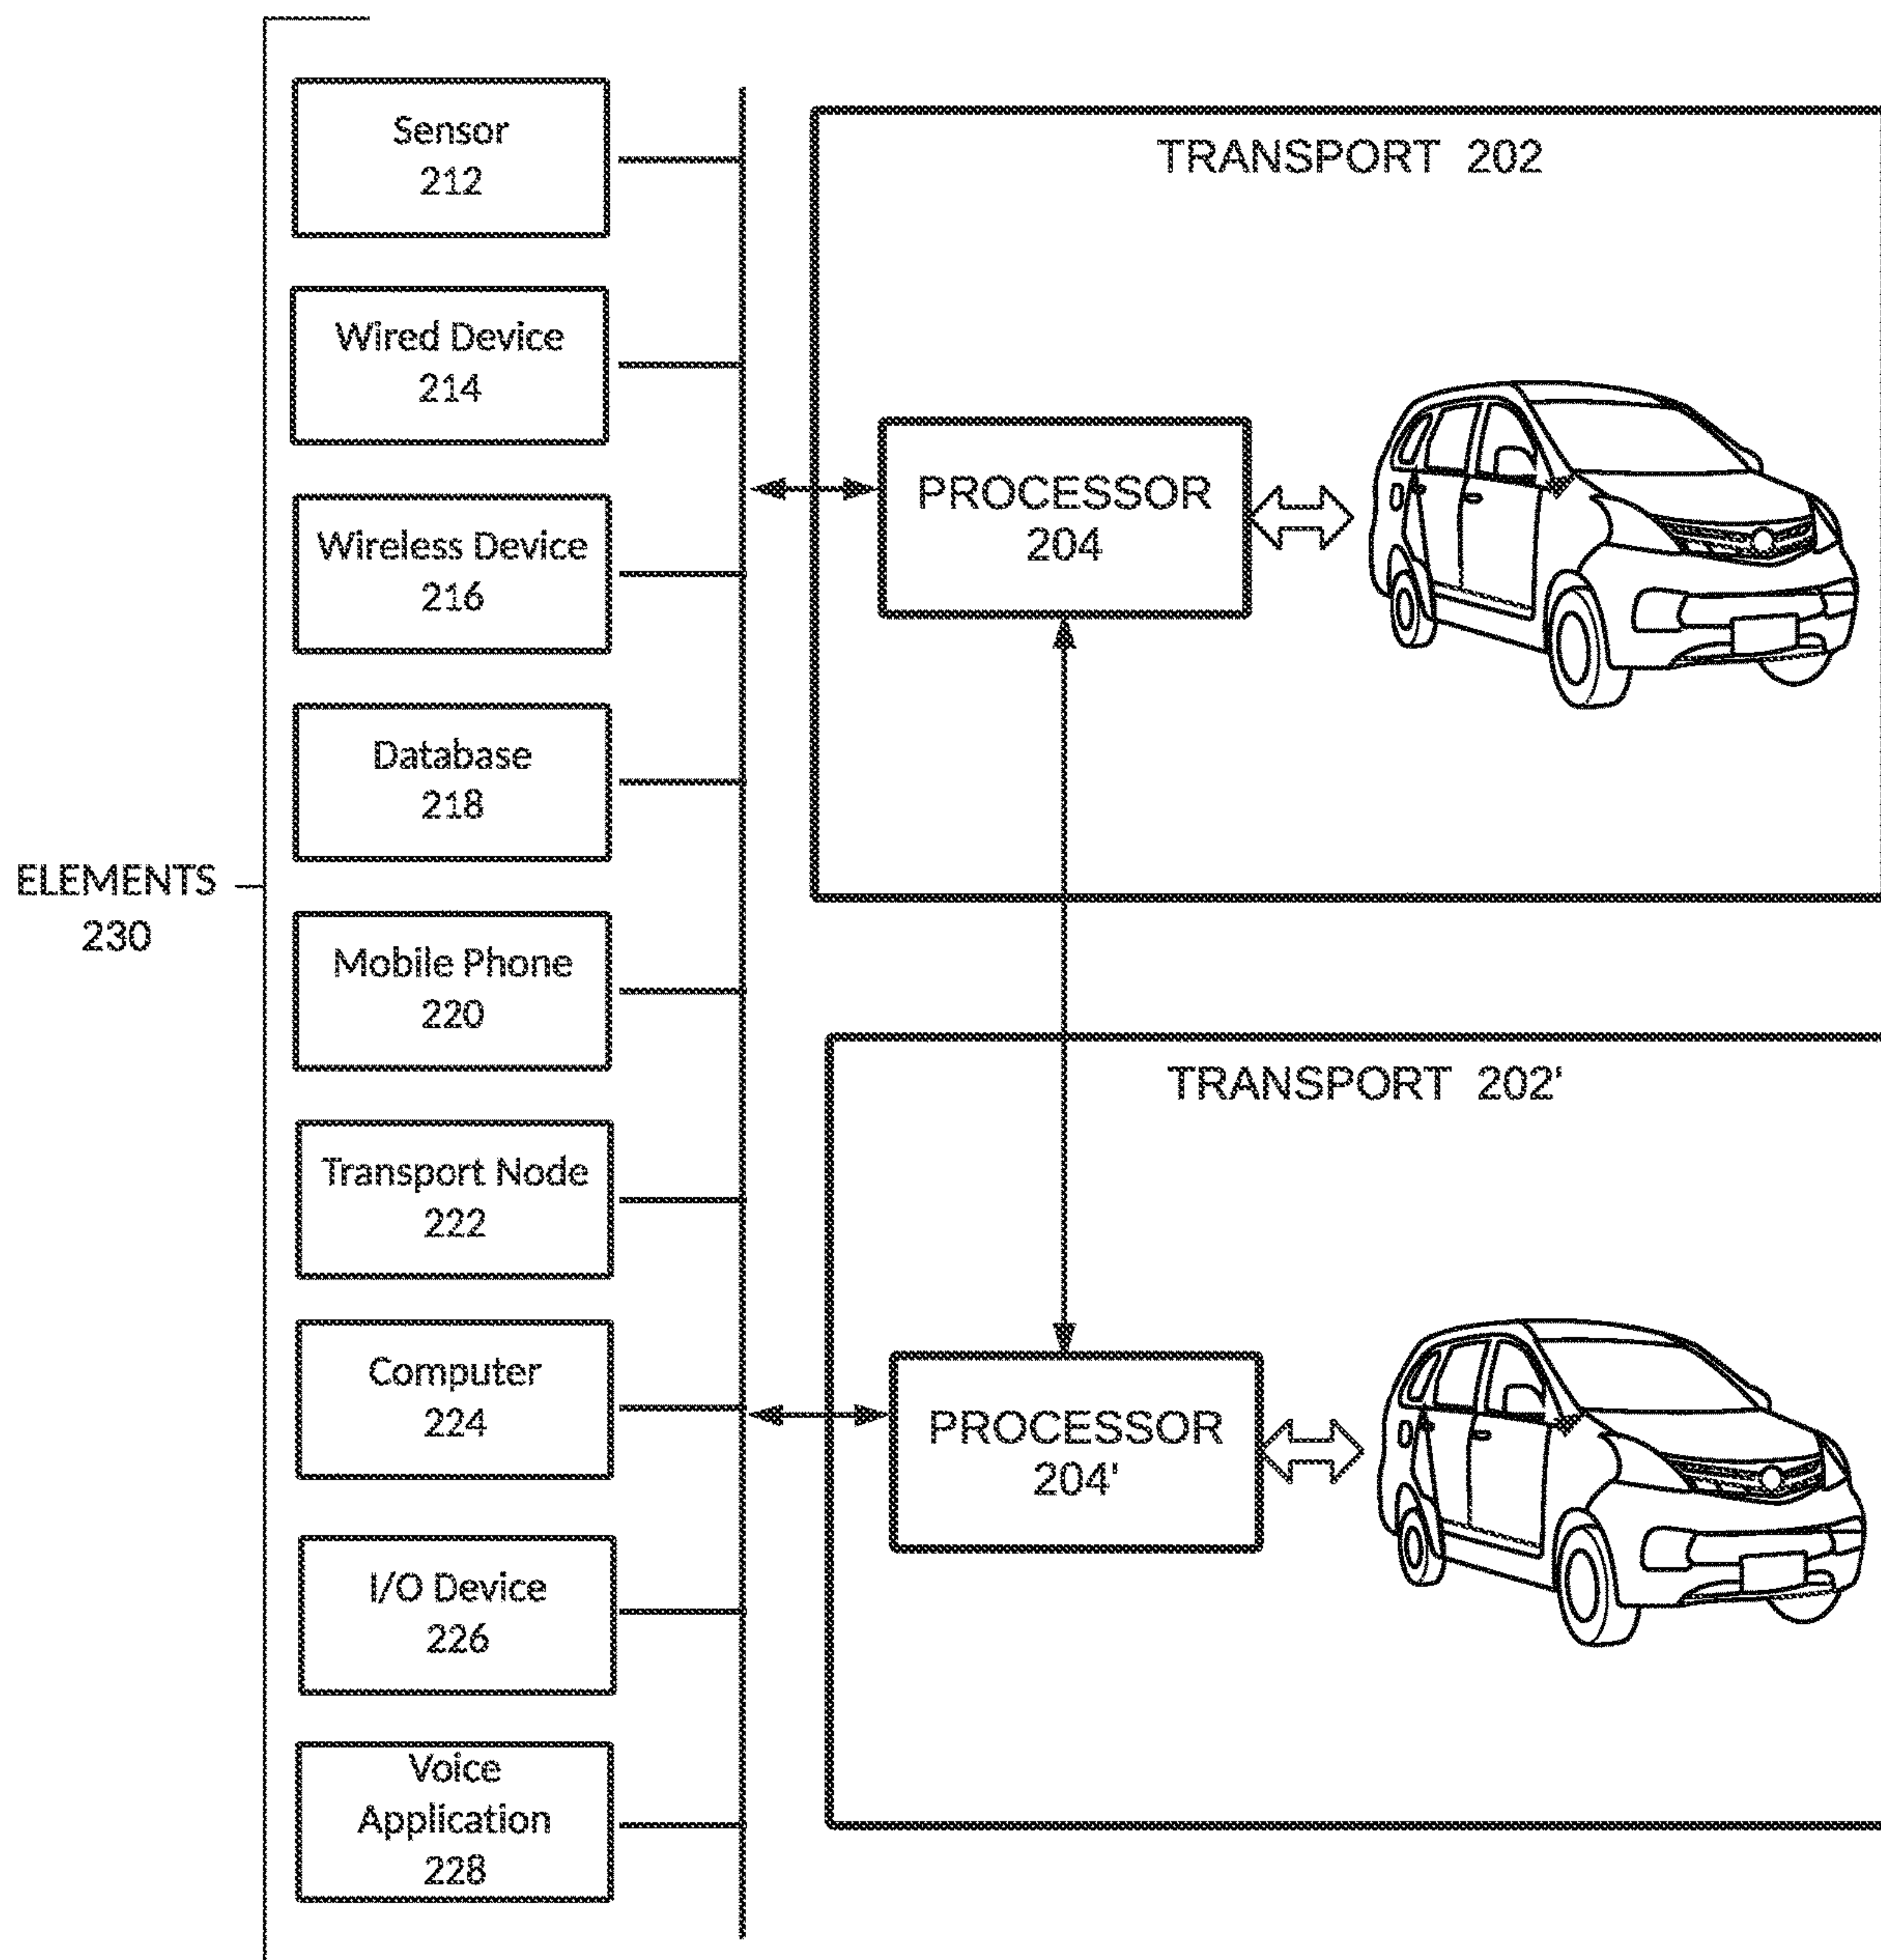 Sensor
212
Wired Device
214
Wireless Device
216
Database
218
ELEMENTS
230
Mobile Phone
220
Transport Node
222
Computer
224
I/O Device
226
Voice
Application
228
TRANSPORT 202
PROCESSOR
204
TRANSPORT 202'
PROCESSOR
204'